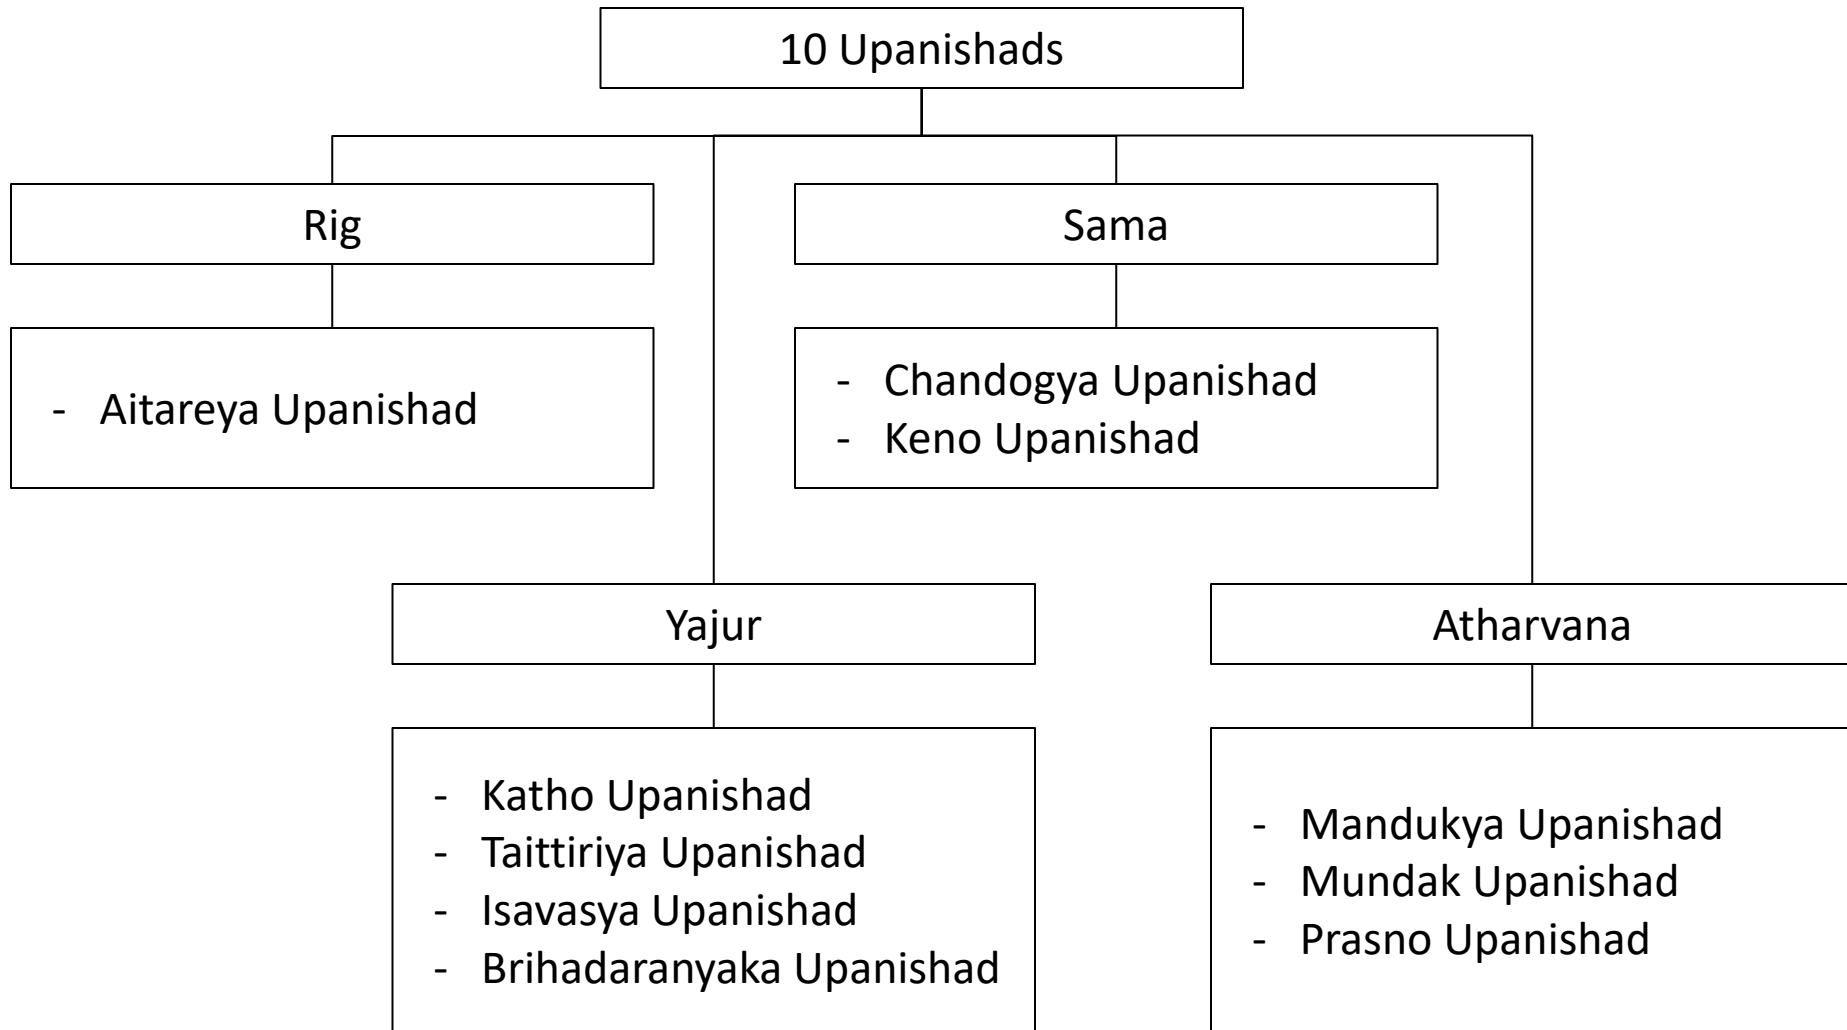 10 Upanishads
Rig
- Aitareya Upanishad
Sama
- Chandogya Upanishad
- Keno Upanishad
Yajur
- Katho Upanishad
- Taittiriya Upanishad
- Isavasya Upanishad
- Brihadaranyaka Upanishad
Atharvana
- Mandukya Upanishad
- Mundak Upanishad
- Prasno Upanishad